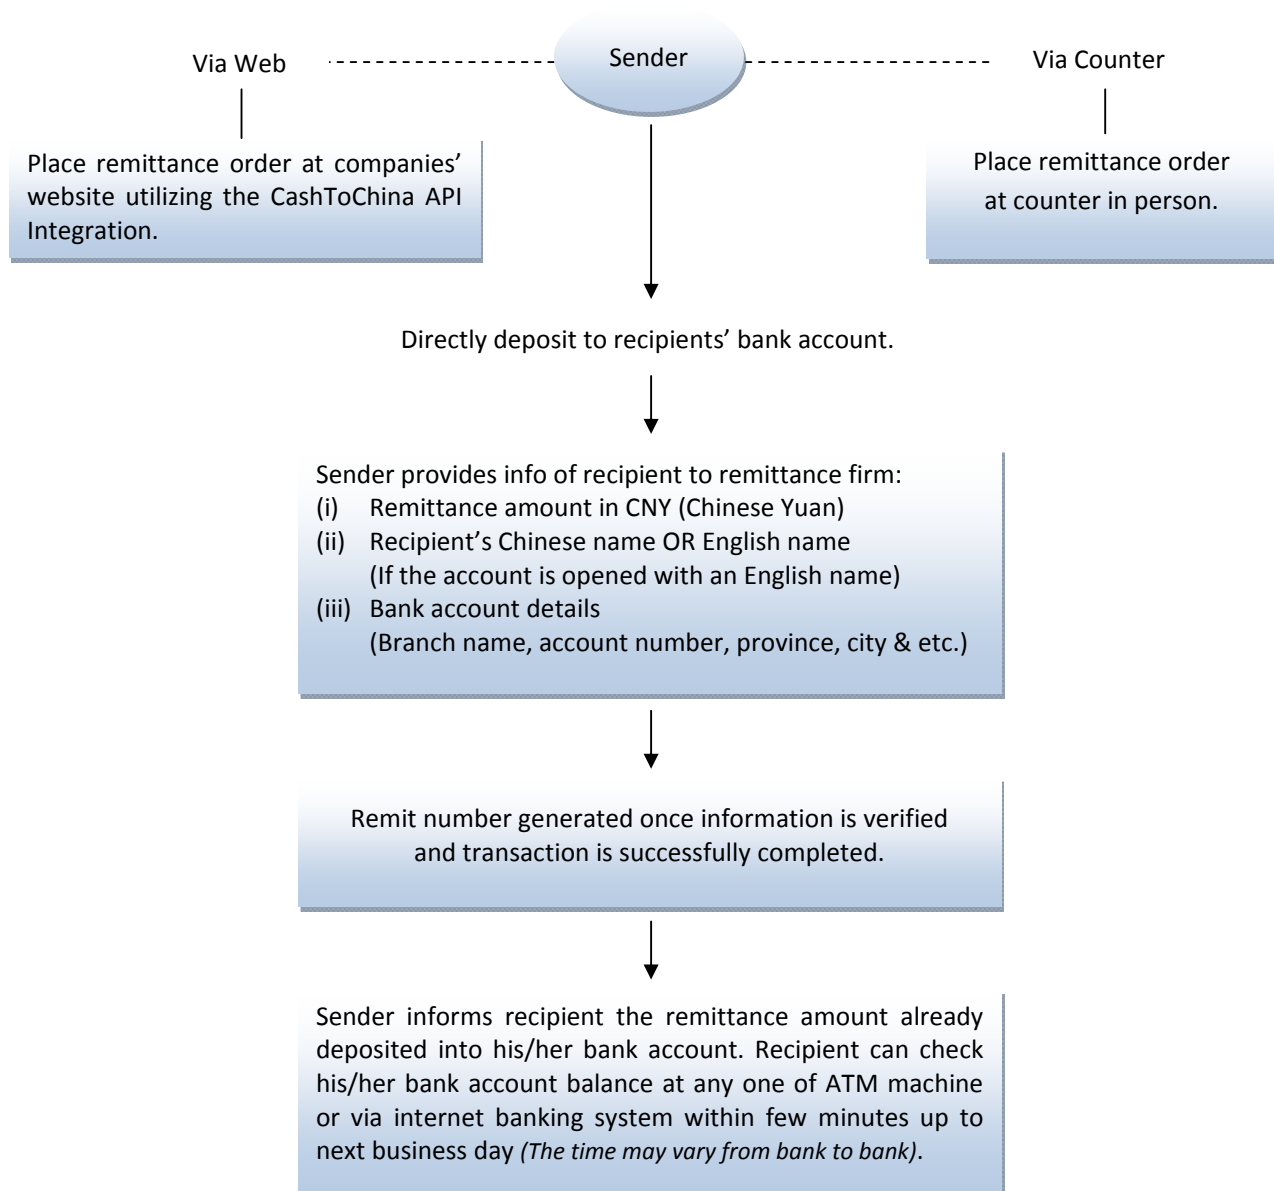 Sender
Via Web
Via Counter
Place remittance order at companies’
website utilizing the CashToChina API
Integration.
Place remittance order
at counter in person.
Directly deposit to recipients’ bank account.
Sender provides info of recipient to remittance firm:
(i) Remittance amount in CNY (Chinese Yuan)
(ii) Recipient’s Chinese name OR English name
(If the account is opened with an English name)
(iii) Bank account details
(Branch name, account number, province, city & etc.)
Remit number generated once information is verified
and transaction is successfully completed.
Sender informs recipient the remittance amount already
deposited into his/her bank account. Recipient can check
his/her bank account balance at any one of ATM machine
or via internet banking system within few minutes up to
next business day (The time may vary from bank to bank).